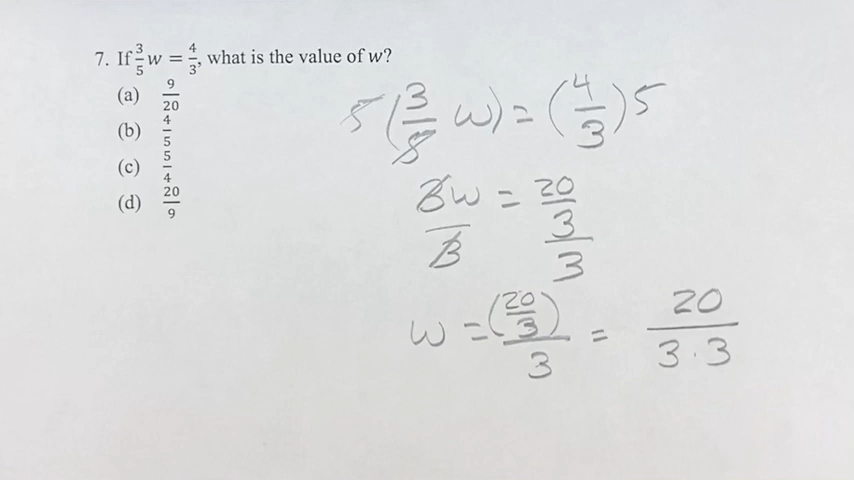 7. If 3/5 w = 4/3, what is the value of w?
(a) 9/20
(b) 4/5
(c) 5/4
(d) 20/9
5(3/5 w) = (4/3)5
3w/3 = 20/3/3
w = (20/3)/3 = 20/3·3